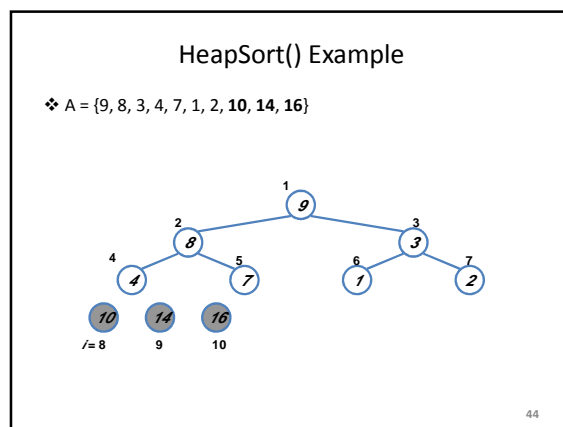 HeapSort() Example
❖ A = {9, 8, 3, 4, 7, 1, 2, 10, 14, 16}
1
9
2 3
8 3
4 5 6 7
4 7 1 2
10 14 16
i = 8 9 10
44